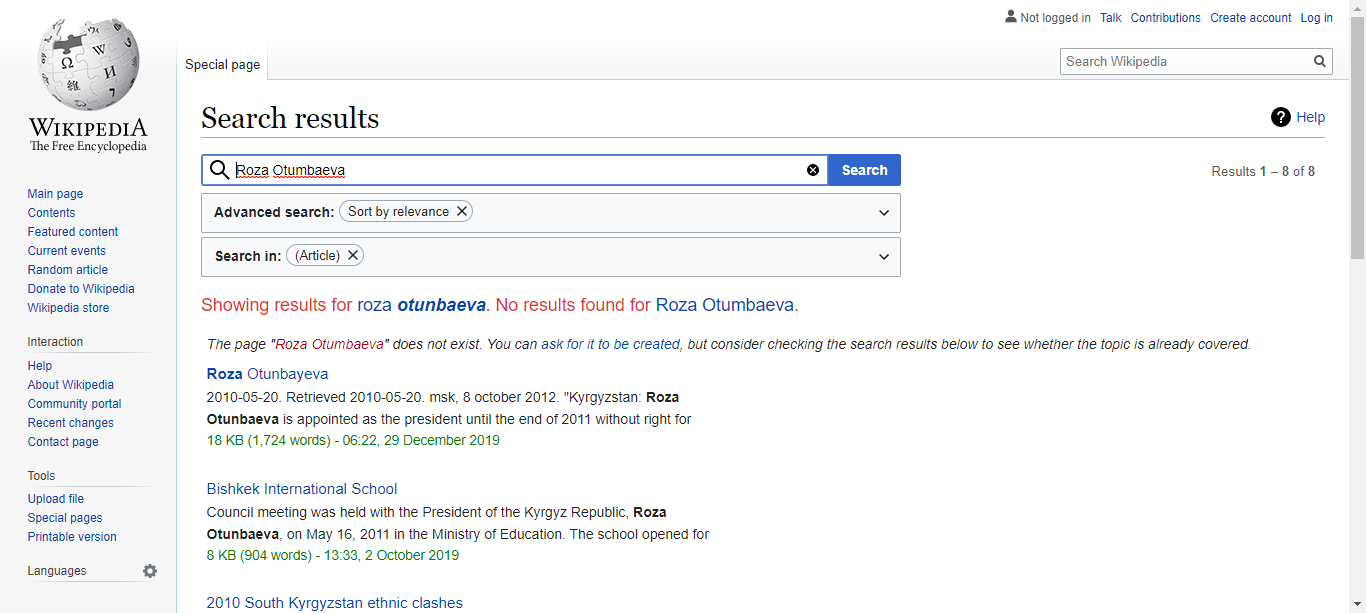 Not logged in Talk Contributions Create account Log in
Special page
Search Wikipedia
WIKIPEDIA
The Free Encyclopedia
Search results
Help
Roza Otumbaeva
Search
Results 1 – 8 of 8
Advanced search: Sort by relevance
Search in: (Article)
Showing results for roza otunbaeva. No results found for Roza Otumbaeva.
The page "Roza Otumbaeva" does not exist. You can ask for it to be created, but consider checking the search results below to see whether the topic is already covered.
Roza Otunbayeva
2010-05-20. Retrieved 2010-05-20. msk, 8 october 2012. "Kyrgyzstan: Roza
Otunbaeva is appointed as the president until the end of 2011 without right for
18 KB (1,724 words) - 06:22, 29 December 2019
Bishkek International School
Council meeting was held with the President of the Kyrgyz Republic, Roza
Otunbaeva, on May 16, 2011 in the Ministry of Education. The school opened for
8 KB (904 words) - 13:33, 2 October 2019
2010 South Kyrgyzstan ethnic clashes
Main page
Contents
Featured content
Current events
Random article
Donate to Wikipedia
Wikipedia store
Interaction
Help
About Wikipedia
Community portal
Recent changes
Contact page
Tools
Upload file
Special pages
Printable version
Languages